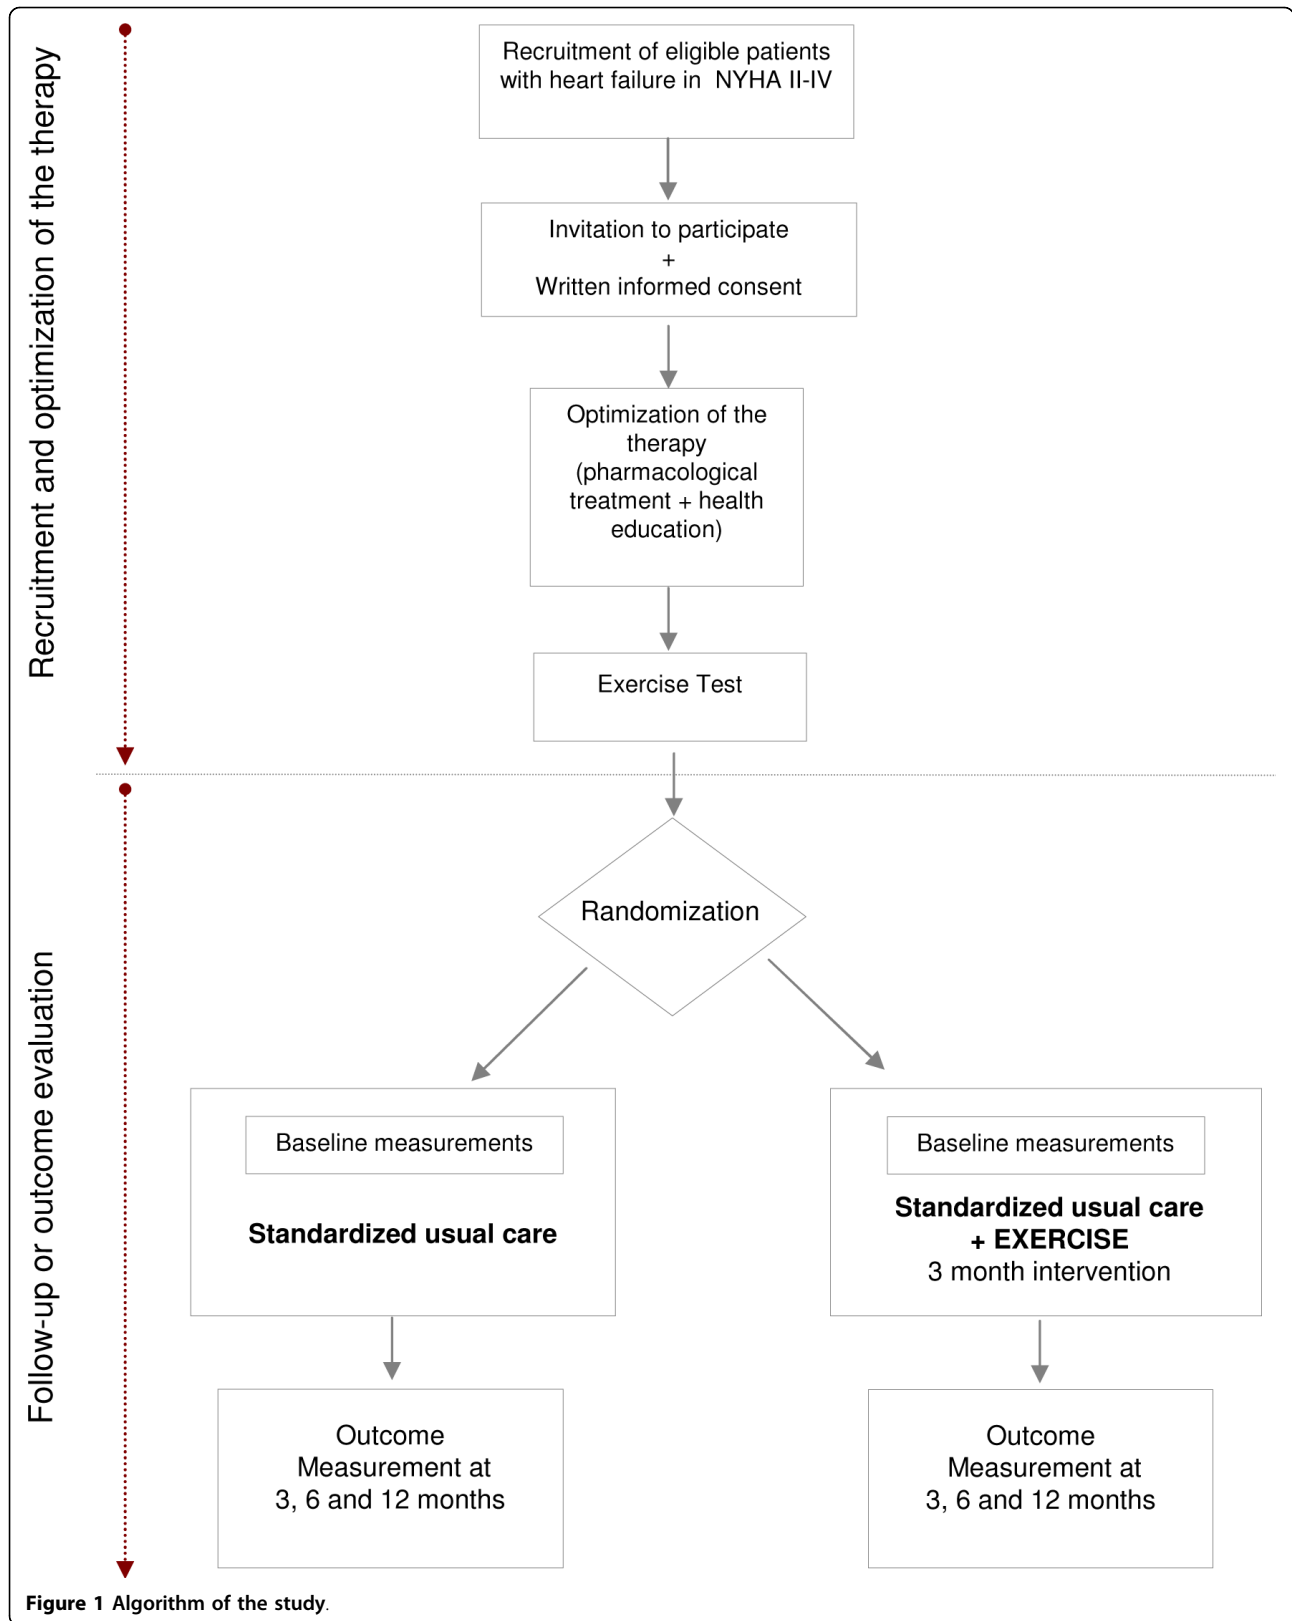 Recruitment and optimization of the therapy
Recruitment of eligible patients
with heart failure in NYHA II-IV
Invitation to participate
+
Written informed consent
Optimization of the
therapy
(pharmacological
treatment + health
education)
Exercise Test
Follow-up or outcome evaluation
Randomization
Baseline measurements
Standardized usual care
Baseline measurements
Standardized usual care
+ EXERCISE
3 month intervention
Outcome
Measurement at
3, 6 and 12 months
Outcome
Measurement at
3, 6 and 12 months
Figure 1 Algorithm of the study.